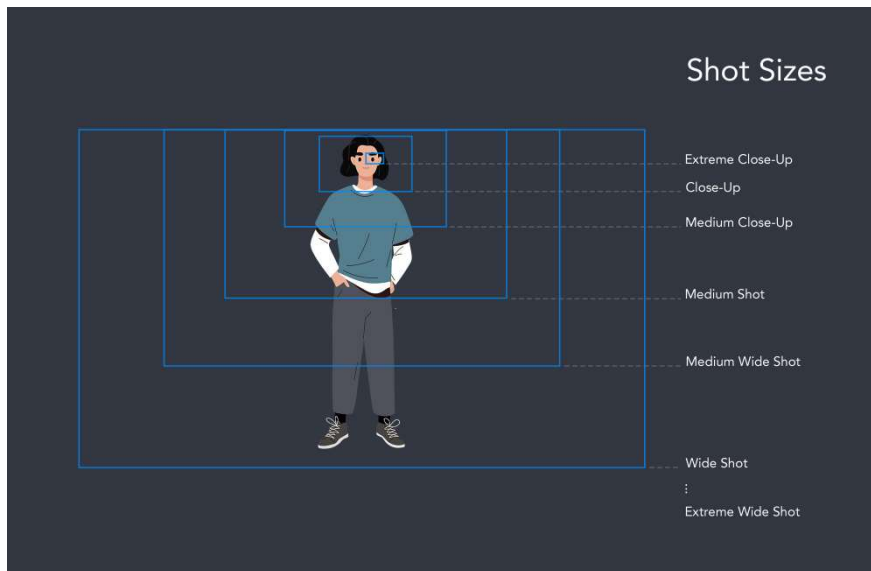 Shot Sizes
Extreme Close-Up
Close-Up
Medium Close-Up
Medium Shot
Medium Wide Shot
Wide Shot
⋮
Extreme Wide Shot